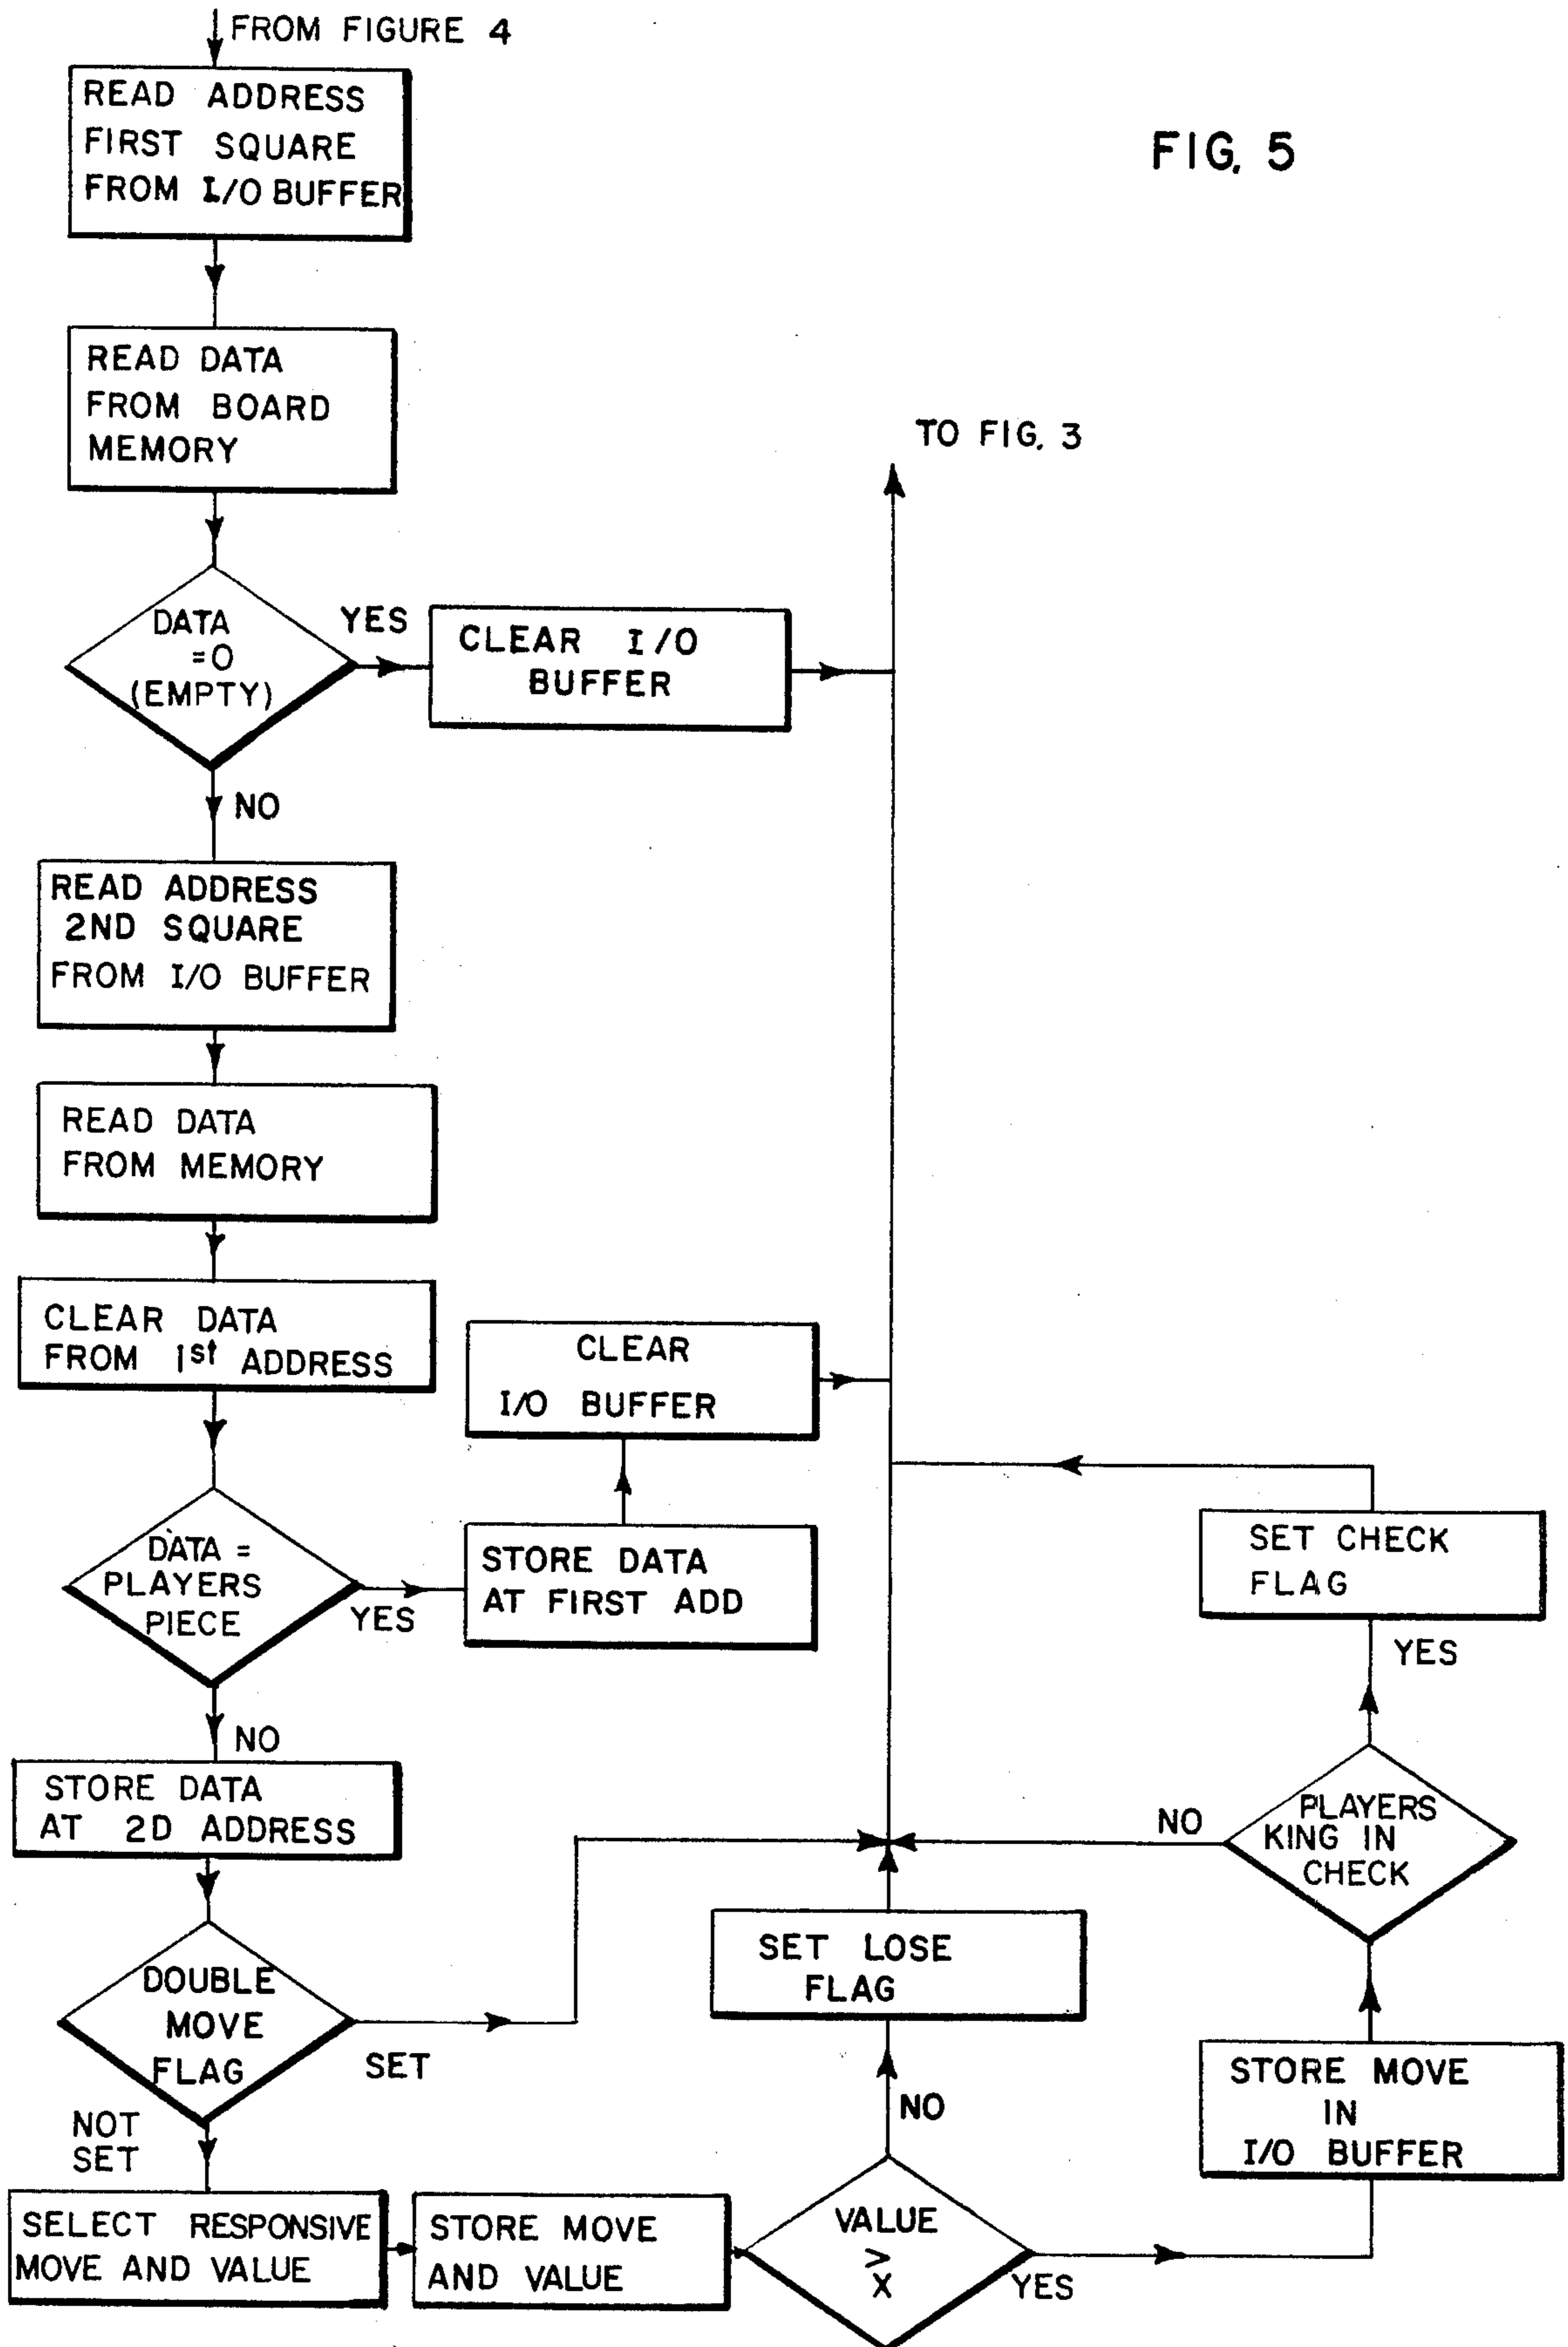 FROM FIGURE 4
READ ADDRESS
FIRST SQUARE
FROM I/O BUFFER
FIG. 5
READ DATA
FROM BOARD
MEMORY
TO FIG. 3
DATA
=0
(EMPTY)
YES
CLEAR I/O
BUFFER
NO
READ ADDRESS
2ND SQUARE
FROM I/O BUFFER
READ DATA
FROM MEMORY
CLEAR DATA
FROM 1st ADDRESS
CLEAR
I/O BUFFER
DATA =
PLAYERS
PIECE
YES
STORE DATA
AT FIRST ADD
SET CHECK
FLAG
YES
NO
STORE DATA
AT 2D ADDRESS
NO
PLAYERS
KING IN
CHECK
DOUBLE
MOVE
FLAG
SET
SET LOSE
FLAG
NOT
SET
NO
STORE MOVE
IN
I/O BUFFER
SELECT RESPONSIVE
MOVE AND VALUE
STORE MOVE
AND VALUE
VALUE
>
X
YES